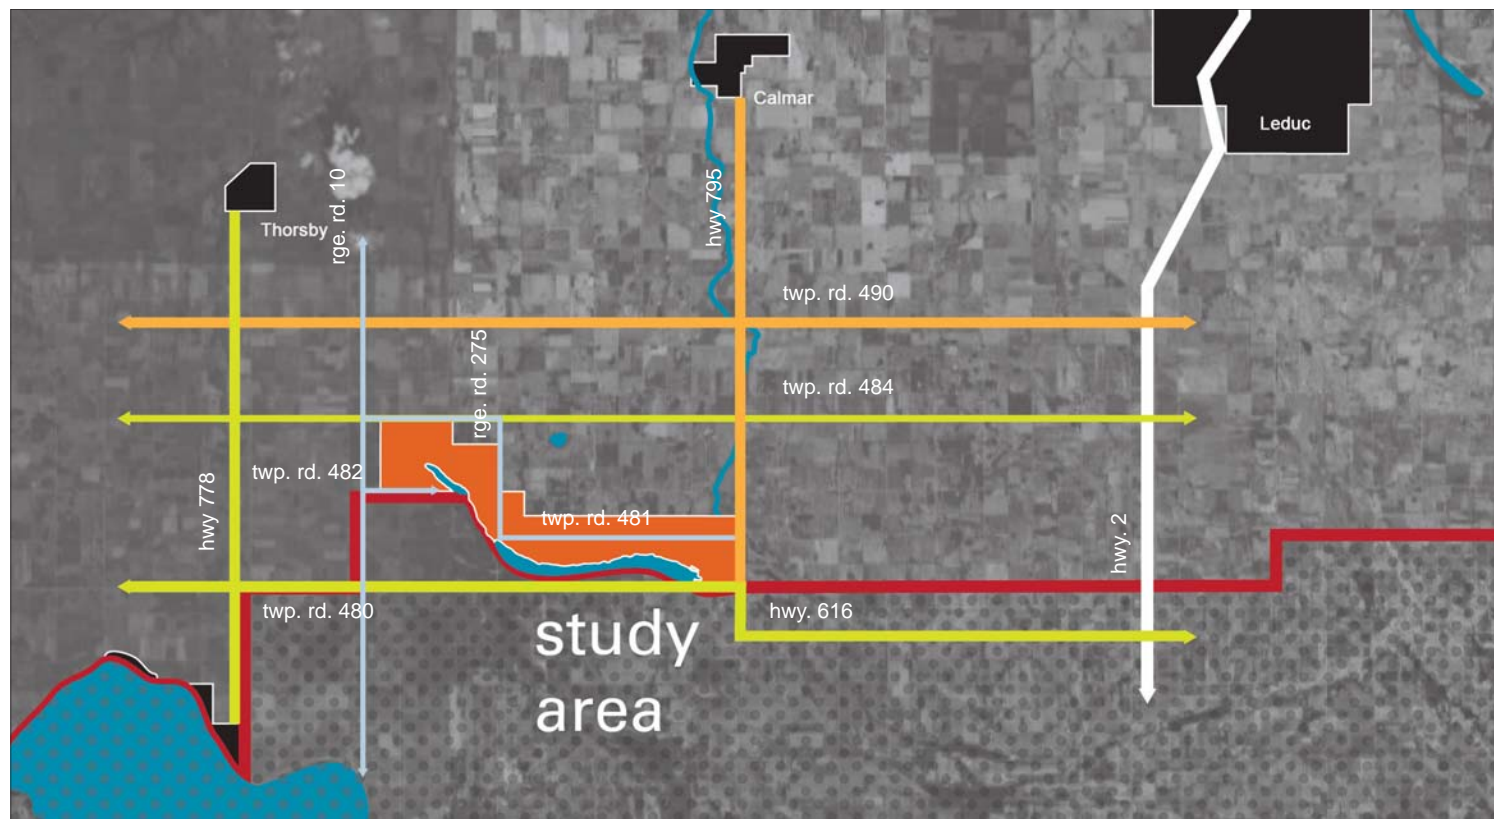 Calmar
Leduc
Thorsby
rge. rd. 10
hwy 795
twp. rd. 490
rge. rd. 275
twp. rd. 484
twp. rd. 482
hwy 778
twp. rd. 481
hwy. 2
twp. rd. 480
hwy. 616
study
area